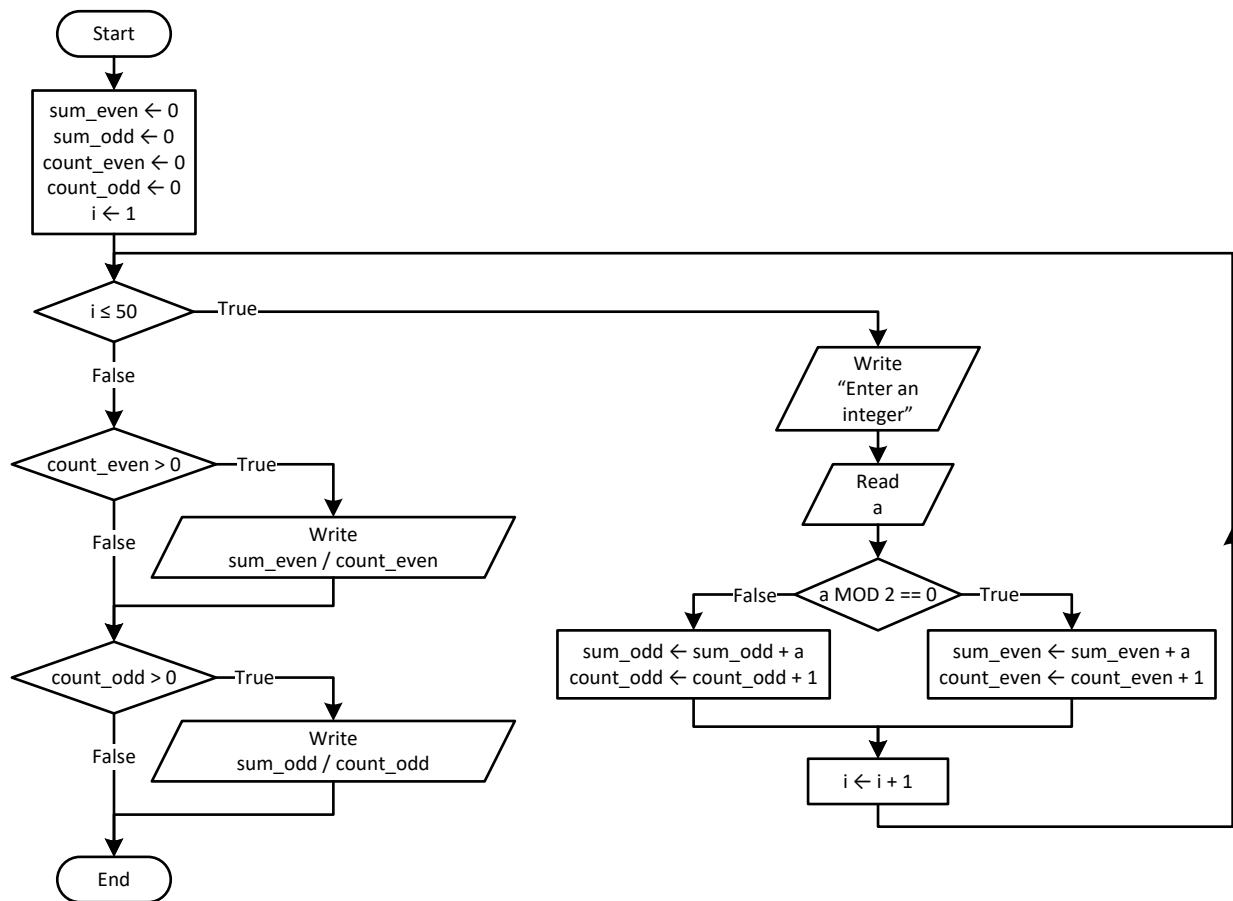 Start
sum_even ← 0
sum_odd ← 0
count_even ← 0
count_odd ← 0
i ← 1
i ≤ 50
True
False
Write
“Enter an
integer”
Read
a
a MOD 2 == 0
False
True
sum_odd ← sum_odd + a
count_odd ← count_odd + 1
sum_even ← sum_even + a
count_even ← count_even + 1
i ← i + 1
count_even > 0
True
False
Write
sum_even / count_even
count_odd > 0
True
False
Write
sum_odd / count_odd
End